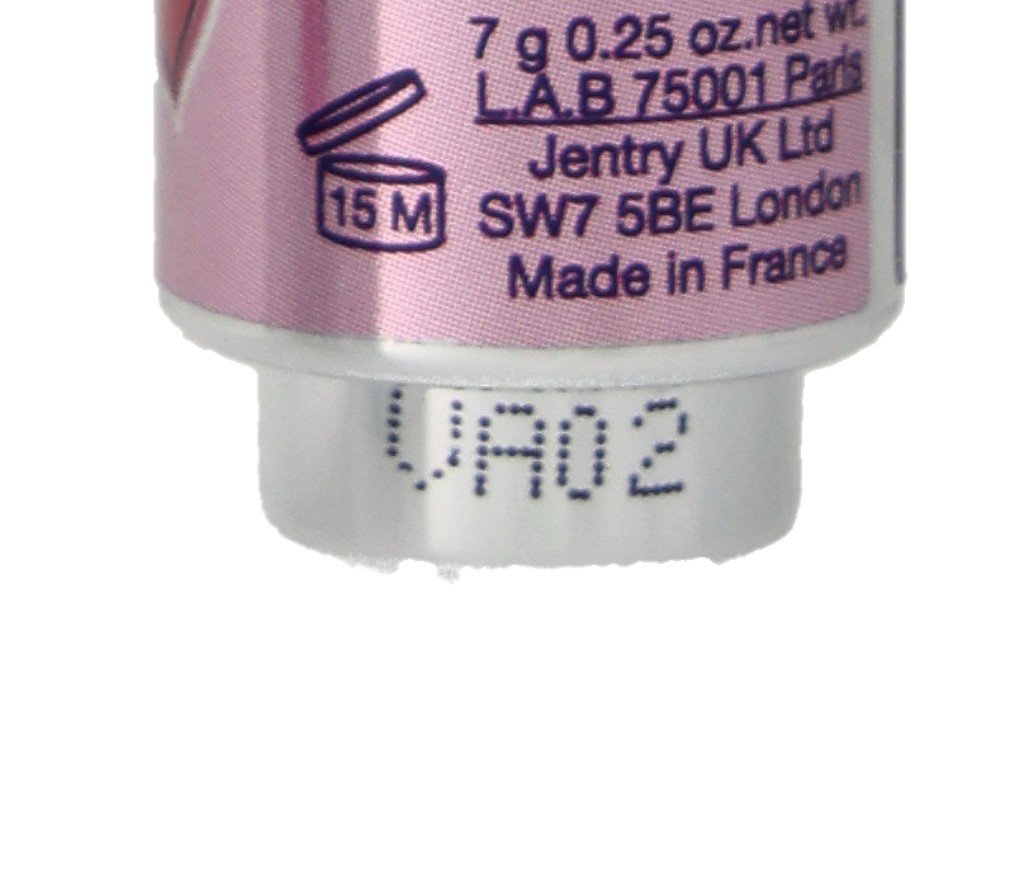 7 g 0.25 oz.net wt.
L.A.B 75001 Paris
Jentry UK Ltd
15 M
SW7 5BE London
Made in France
VA02